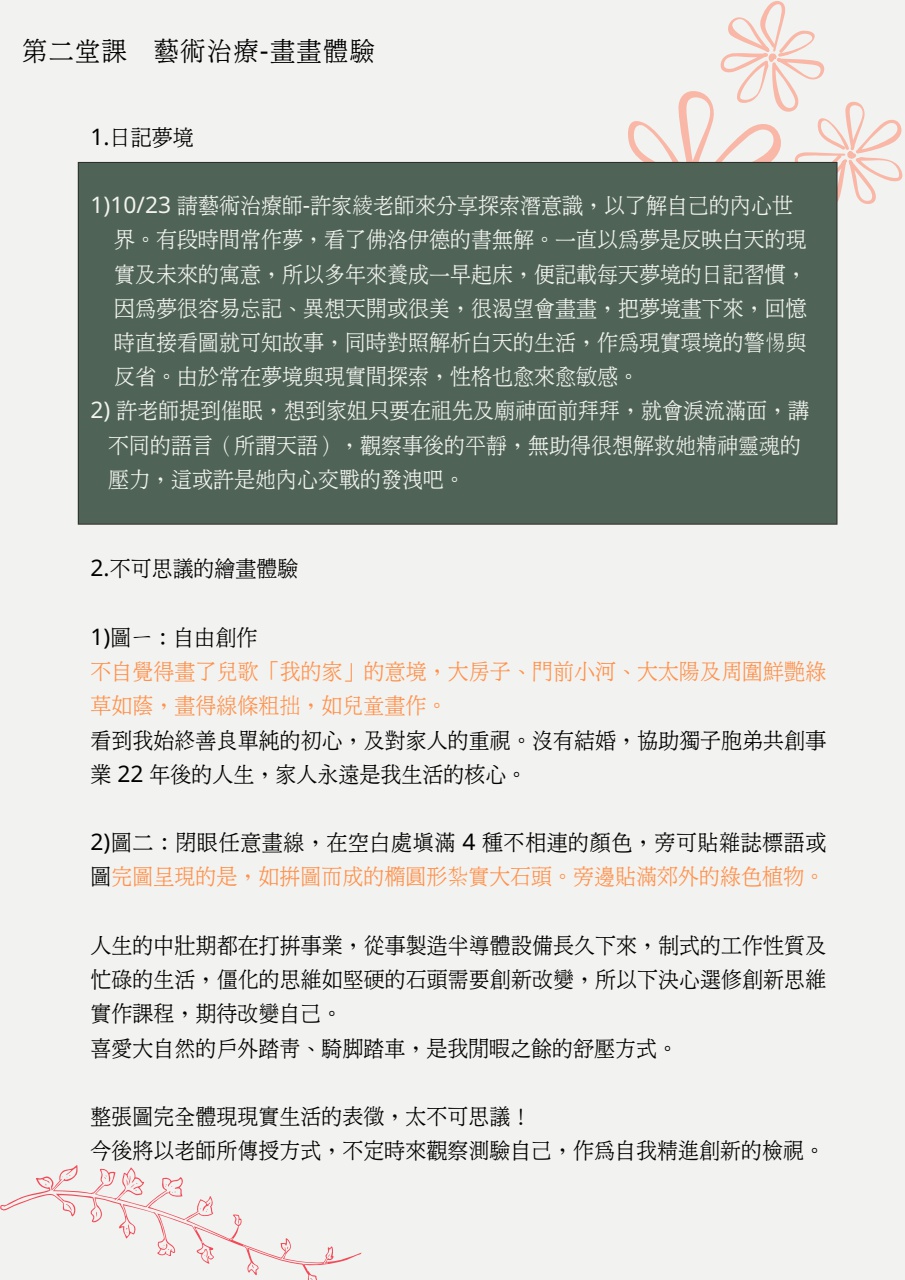 第二堂課　藝術治療-畫畫體驗
1.日記夢境
1)10/23 請藝術治療師-許家綾老師來分享探索潛意識，以了解自己的內心世
界。有段時間常作夢，看了佛洛伊德的書無解。一直以爲夢是反映白天的現
實及未來的寓意，所以多年來養成一早起床，便記載每天夢境的日記習慣，
因爲夢很容易忘記、異想天開或很美，很渴望會畫畫，把夢境畫下來，回憶
時直接看圖就可知故事，同時對照解析白天的生活，作爲現實環境的警惕與
反省。由於常在夢境與現實間探索，性格也愈來愈敏感。
2) 許老師提到催眠，想到家姐只要在祖先及廟神面前拜拜，就會淚流滿面，講
不同的語言（所謂天語），觀察事後的平靜，無助得很想解救她精神靈魂的
壓力，這或許是她內心交戰的發洩吧。
2.不可思議的繪畫體驗
1)圖一：自由創作
不自覺得畫了兒歌「我的家」的意境，大房子、門前小河、大太陽及周圍鮮艷綠
草如蔭，畫得線條粗拙，如兒童畫作。
看到我始終善良單純的初心，及對家人的重視。沒有結婚，協助獨子胞弟共創事
業 22 年後的人生，家人永遠是我生活的核心。
2)圖二：閉眼任意畫線，在空白處塡滿 4 種不相連的顏色，旁可貼雜誌標語或
圖完圖呈現的是，如拼圖而成的橢圓形紮實大石頭。旁邊貼滿郊外的綠色植物。
人生的中壯期都在打拚事業，從事製造半導體設備長久下來，制式的工作性質及
忙碌的生活，僵化的思維如堅硬的石頭需要創新改變，所以下決心選修創新思維
實作課程，期待改變自己。
喜愛大自然的戶外踏靑、騎脚踏車，是我閒暇之餘的舒壓方式。
整張圖完全體現現實生活的表徵，太不可思議！
今後將以老師所傳授方式，不定時來觀察測驗自己，作爲自我精進創新的檢視。